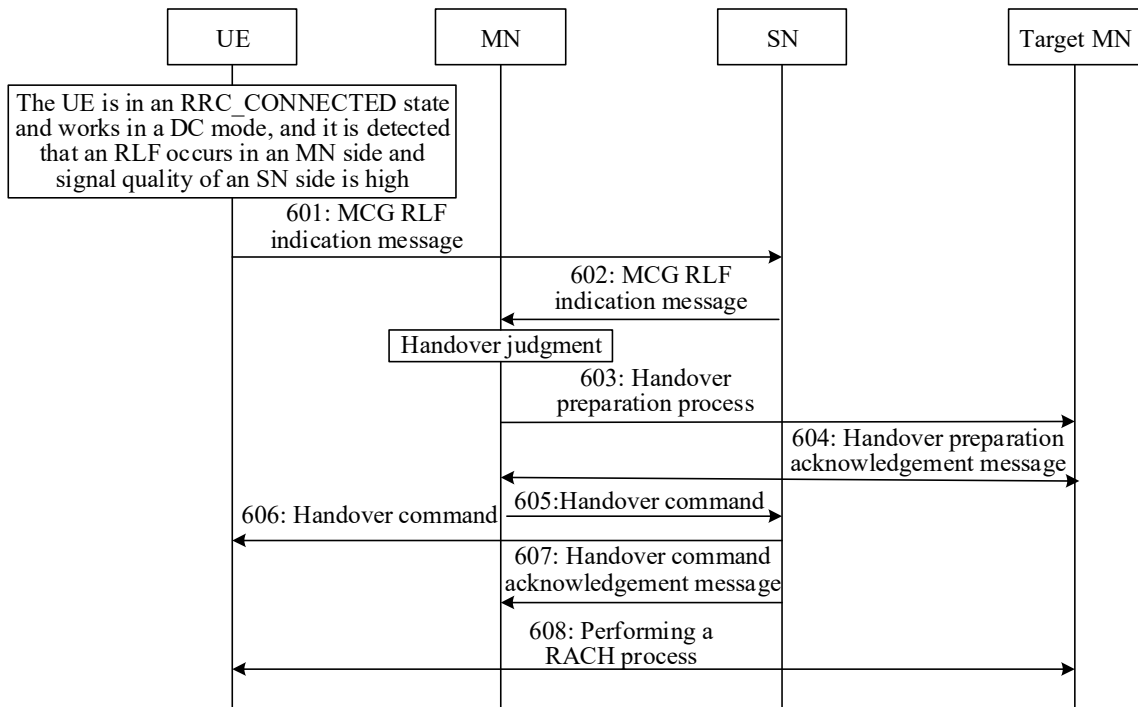 UE
MN
SN
Target MN
The UE is in an RRC_CONNECTED state
and works in a DC mode, and it is detected
that an RLF occurs in an MN side and
signal quality of an SN side is high
601: MCG RLF
indication message
602: MCG RLF
indication message
Handover judgment
603: Handover
preparation process
604: Handover preparation
acknowledgement message
605:Handover command
606: Handover command
607: Handover command
acknowledgement message
608: Performing a
RACH process